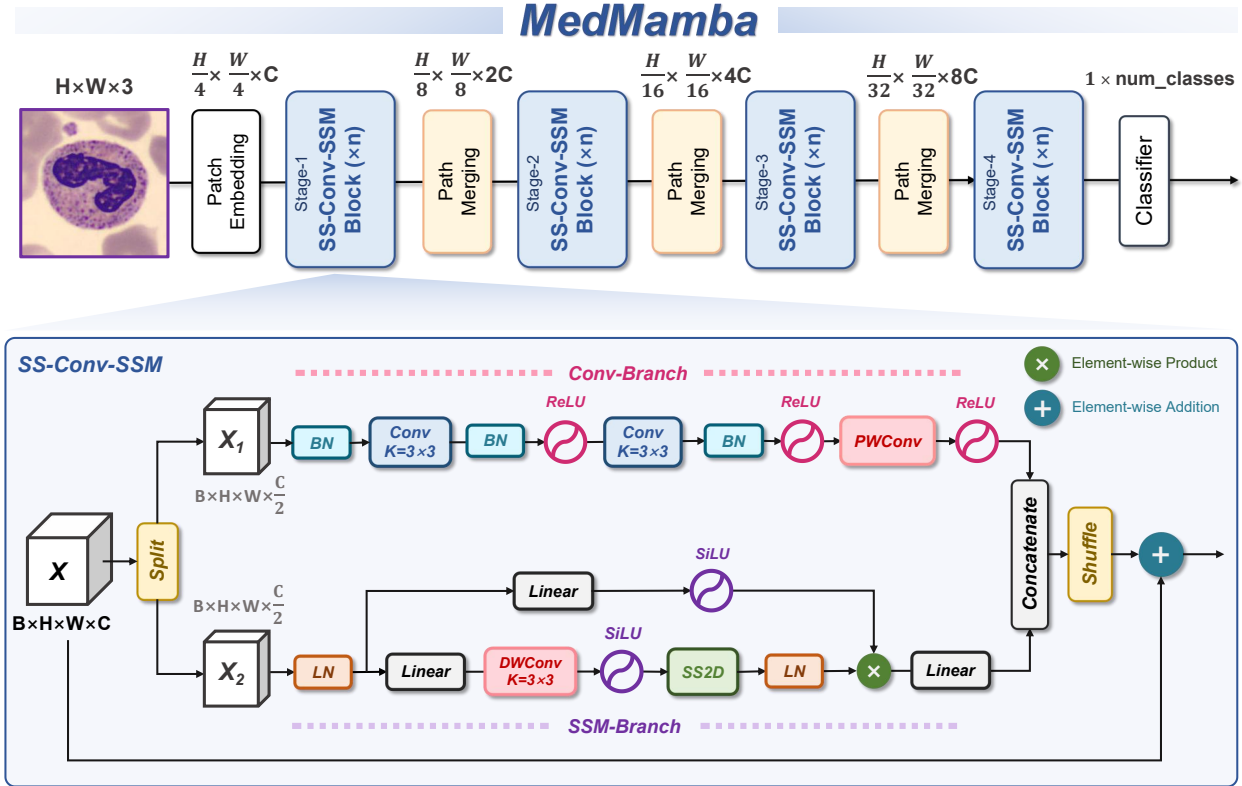 MedMamba
H×W×3
H/4 × W/4 ×C
H/8 × W/8 ×2C
H/16 × W/16 ×4C
H/32 × W/32 ×8C
1 × num_classes
Patch
Embedding
Stage-1
SS-Conv-SSM
Block (×n)
Path
Merging
Stage-2
SS-Conv-SSM
Block (×n)
Path
Merging
Stage-3
SS-Conv-SSM
Block (×n)
Path
Merging
Stage-4
SS-Conv-SSM
Block (×n)
Classifier
SS-Conv-SSM
Conv-Branch
× Element-wise Product
+ Element-wise Addition
X
B×H×W×C
Split
X1
B×H×W×C/2
BN
Conv
K=3×3
BN
ReLU
Conv
K=3×3
BN
ReLU
PWConv
ReLU
B×H×W×C/2
X2
LN
Linear
SiLU
Linear
DWConv
K=3×3
SiLU
SS2D
LN
×
Linear
Concatenate
Shuffle
+
SSM-Branch